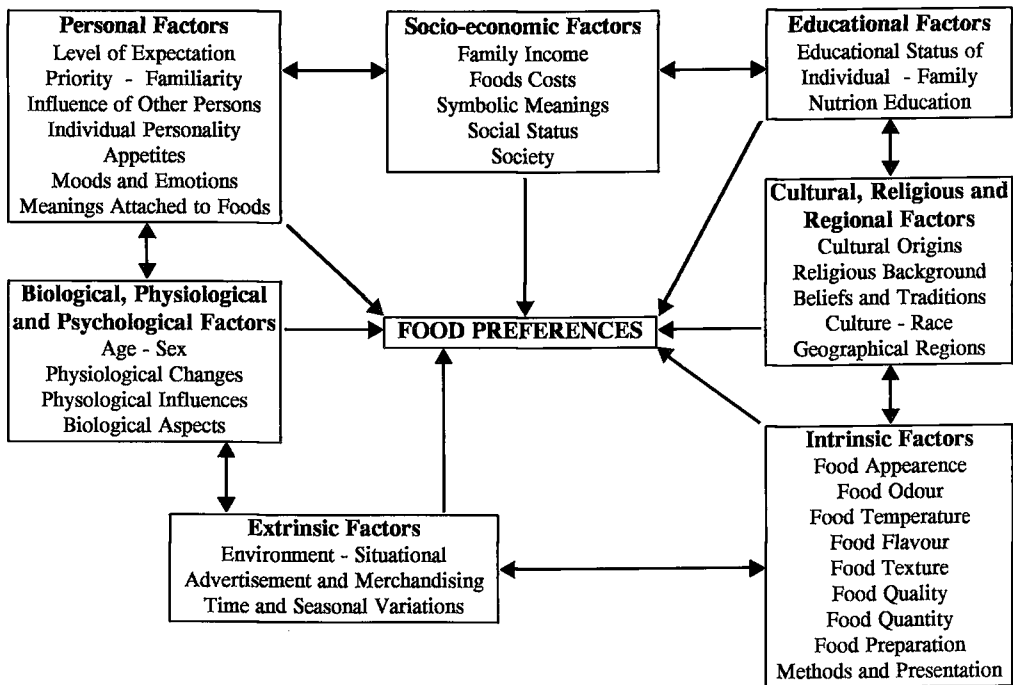 Personal Factors
Level of Expectation
Priority - Familiarity
Influence of Other Persons
Individual Personality
Appetites
Moods and Emotions
Meanings Attached to Foods
Socio-economic Factors
Family Income
Foods Costs
Symbolic Meanings
Social Status
Society
Educational Factors
Educational Status of
Individual - Family
Nutrion Education
Biological, Physiological
and Psychological Factors
Age - Sex
Physiological Changes
Physological Influences
Biological Aspects
FOOD PREFERENCES
Cultural, Religious and
Regional Factors
Cultural Origins
Religious Background
Beliefs and Traditions
Culture - Race
Geographical Regions
Extrinsic Factors
Environment - Situational
Advertisement and Merchandising
Time and Seasonal Variations
Intrinsic Factors
Food Appearence
Food Odour
Food Temperature
Food Flavour
Food Texture
Food Quality
Food Quantity
Food Preparation
Methods and Presentation